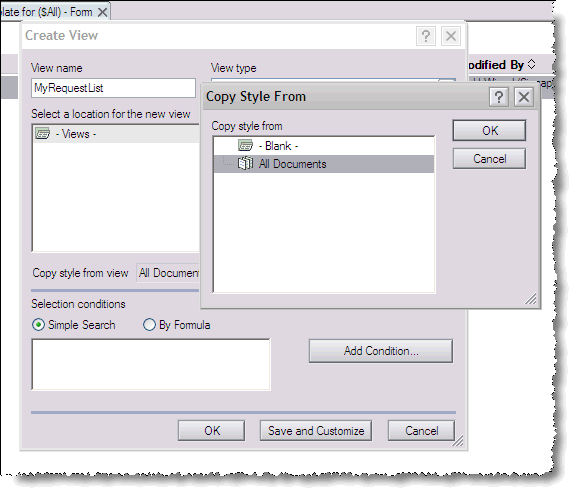 plate for ($All) - Form
Create View
View name
View type
odified By
MyRequestList
Select a location for the new view
- Views -
Copy Style From
Copy style from
- Blank -
All Documents
OK
Cancel
Copy style from view All Document
Selection conditions
Simple Search By Formula
Add Condition...
OK Save and Customize Cancel